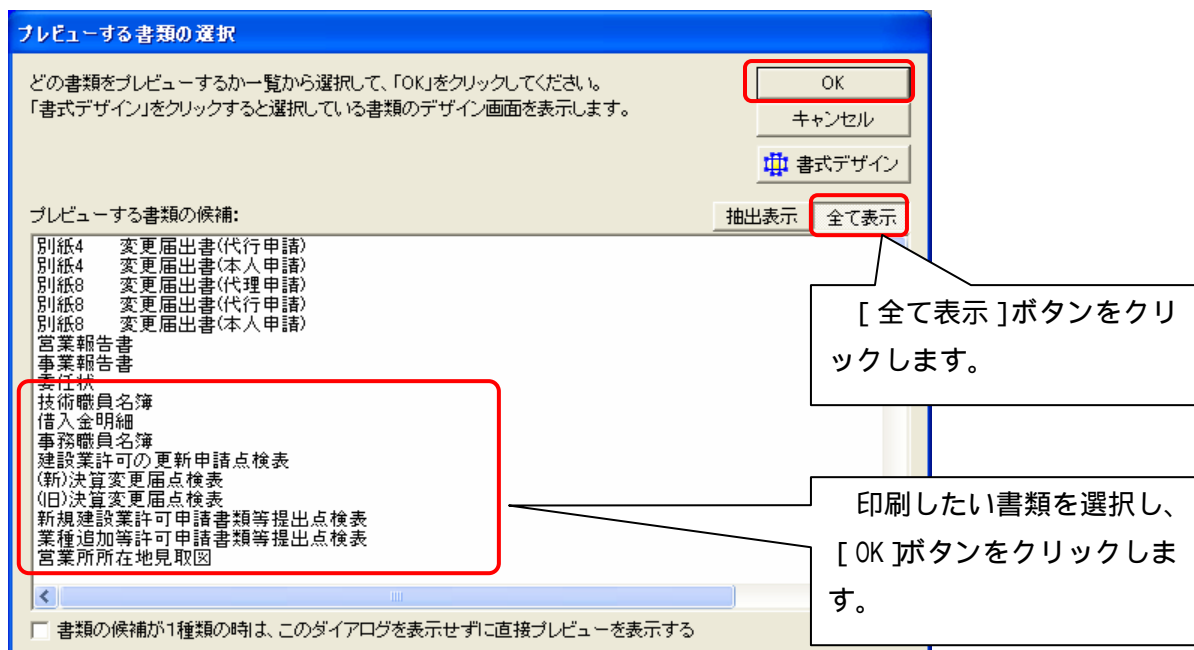 プレビューする書類の選択
どの書類をプレビューするか一覧から選択して、「OK」をクリックしてください。
「書式デザイン」をクリックすると選択している書類のデザイン画面を表示します。
OK
キャンセル
書式デザイン
プレビューする書類の候補:
抽出表示
全て表示
別紙4 変更届出書(代行申請)
別紙4 変更届出書(本人申請)
別紙8 変更届出書(代理申請)
別紙8 変更届出書(代行申請)
別紙8 変更届出書(本人申請)
営業報告書
事業報告書
委任状
技術職員名簿
借入金明細
事務職員名簿
建設業許可の更新申請点検表
(新)決算変更届点検表
(旧)決算変更届点検表
新規建設業許可申請書類等提出点検表
業種追加等許可申請書類等提出点検表
営業所所在地見取図
[全て表示]ボタンをクリ
ックします。
印刷したい書類を選択し、
[OK]ボタンをクリックしま
す。
書類の候補が1種類の時は、このダイアログを表示せずに直接プレビューを表示する